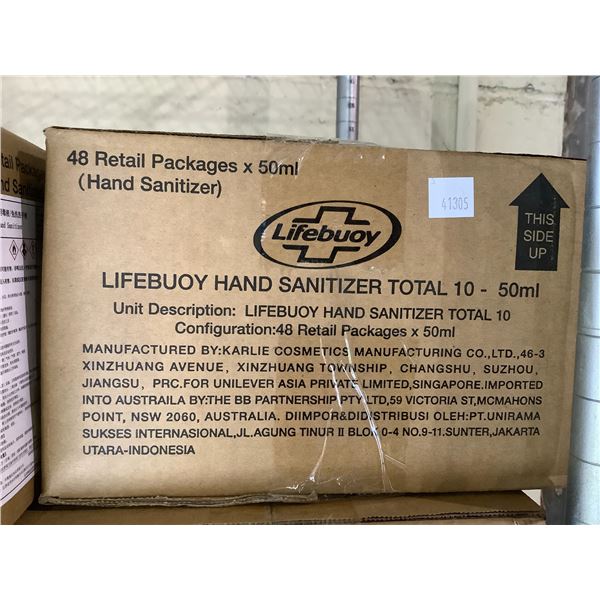 48 Retail Packages x 50ml
(Hand Sanitizer)
41305
Lifebuoy
THIS
SIDE
UP
LIFEBUOY HAND SANITIZER TOTAL 10 - 50ml
Unit Description: LIFEBUOY HAND SANITIZER TOTAL 10
Configuration:48 Retail Packages x 50ml
MANUFACTURED BY:KARLIE COSMETICS MANUFACTURING CO.,LTD.,46-3
XINZHUANG AVENUE, XINZHUANG TOWNSHIP, CHANGSHU, SUZHOU,
JIANGSU, PRC.FOR UNILEVER ASIA PRIVATE LIMITED,SINGAPORE.IMPORTED
INTO AUSTRAILA BY:THE BB PARTNERSHIP PTY LTD,59 VICTORIA ST,MCMAHONS
POINT, NSW 2060, AUSTRALIA. DIIMPOR&DIDISTRIBUSI OLEH:PT.UNIRAMA
SUKSES INTERNASIONAL,JL.AGUNG TINUR II BLOK 0-4 NO.9-11.SUNTER,JAKARTA
UTARA-INDONESIA
tail Pac
nd Sani